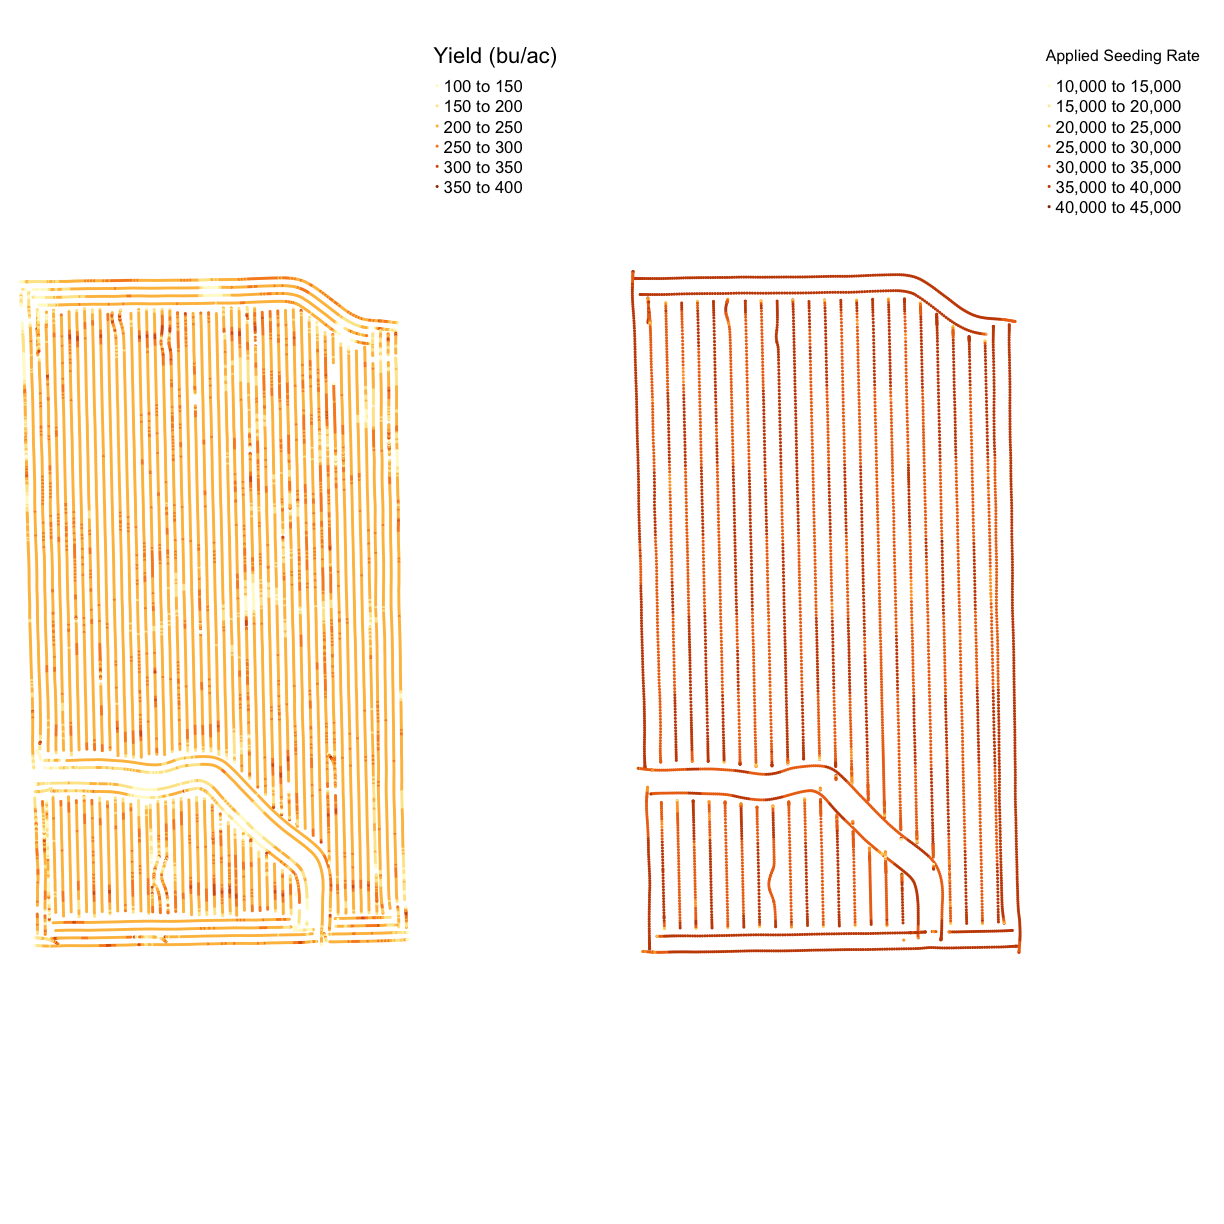 Yield (bu/ac)
100 to 150
150 to 200
200 to 250
250 to 300
300 to 350
350 to 400
Applied Seeding Rate
10,000 to 15,000
15,000 to 20,000
20,000 to 25,000
25,000 to 30,000
30,000 to 35,000
35,000 to 40,000
40,000 to 45,000